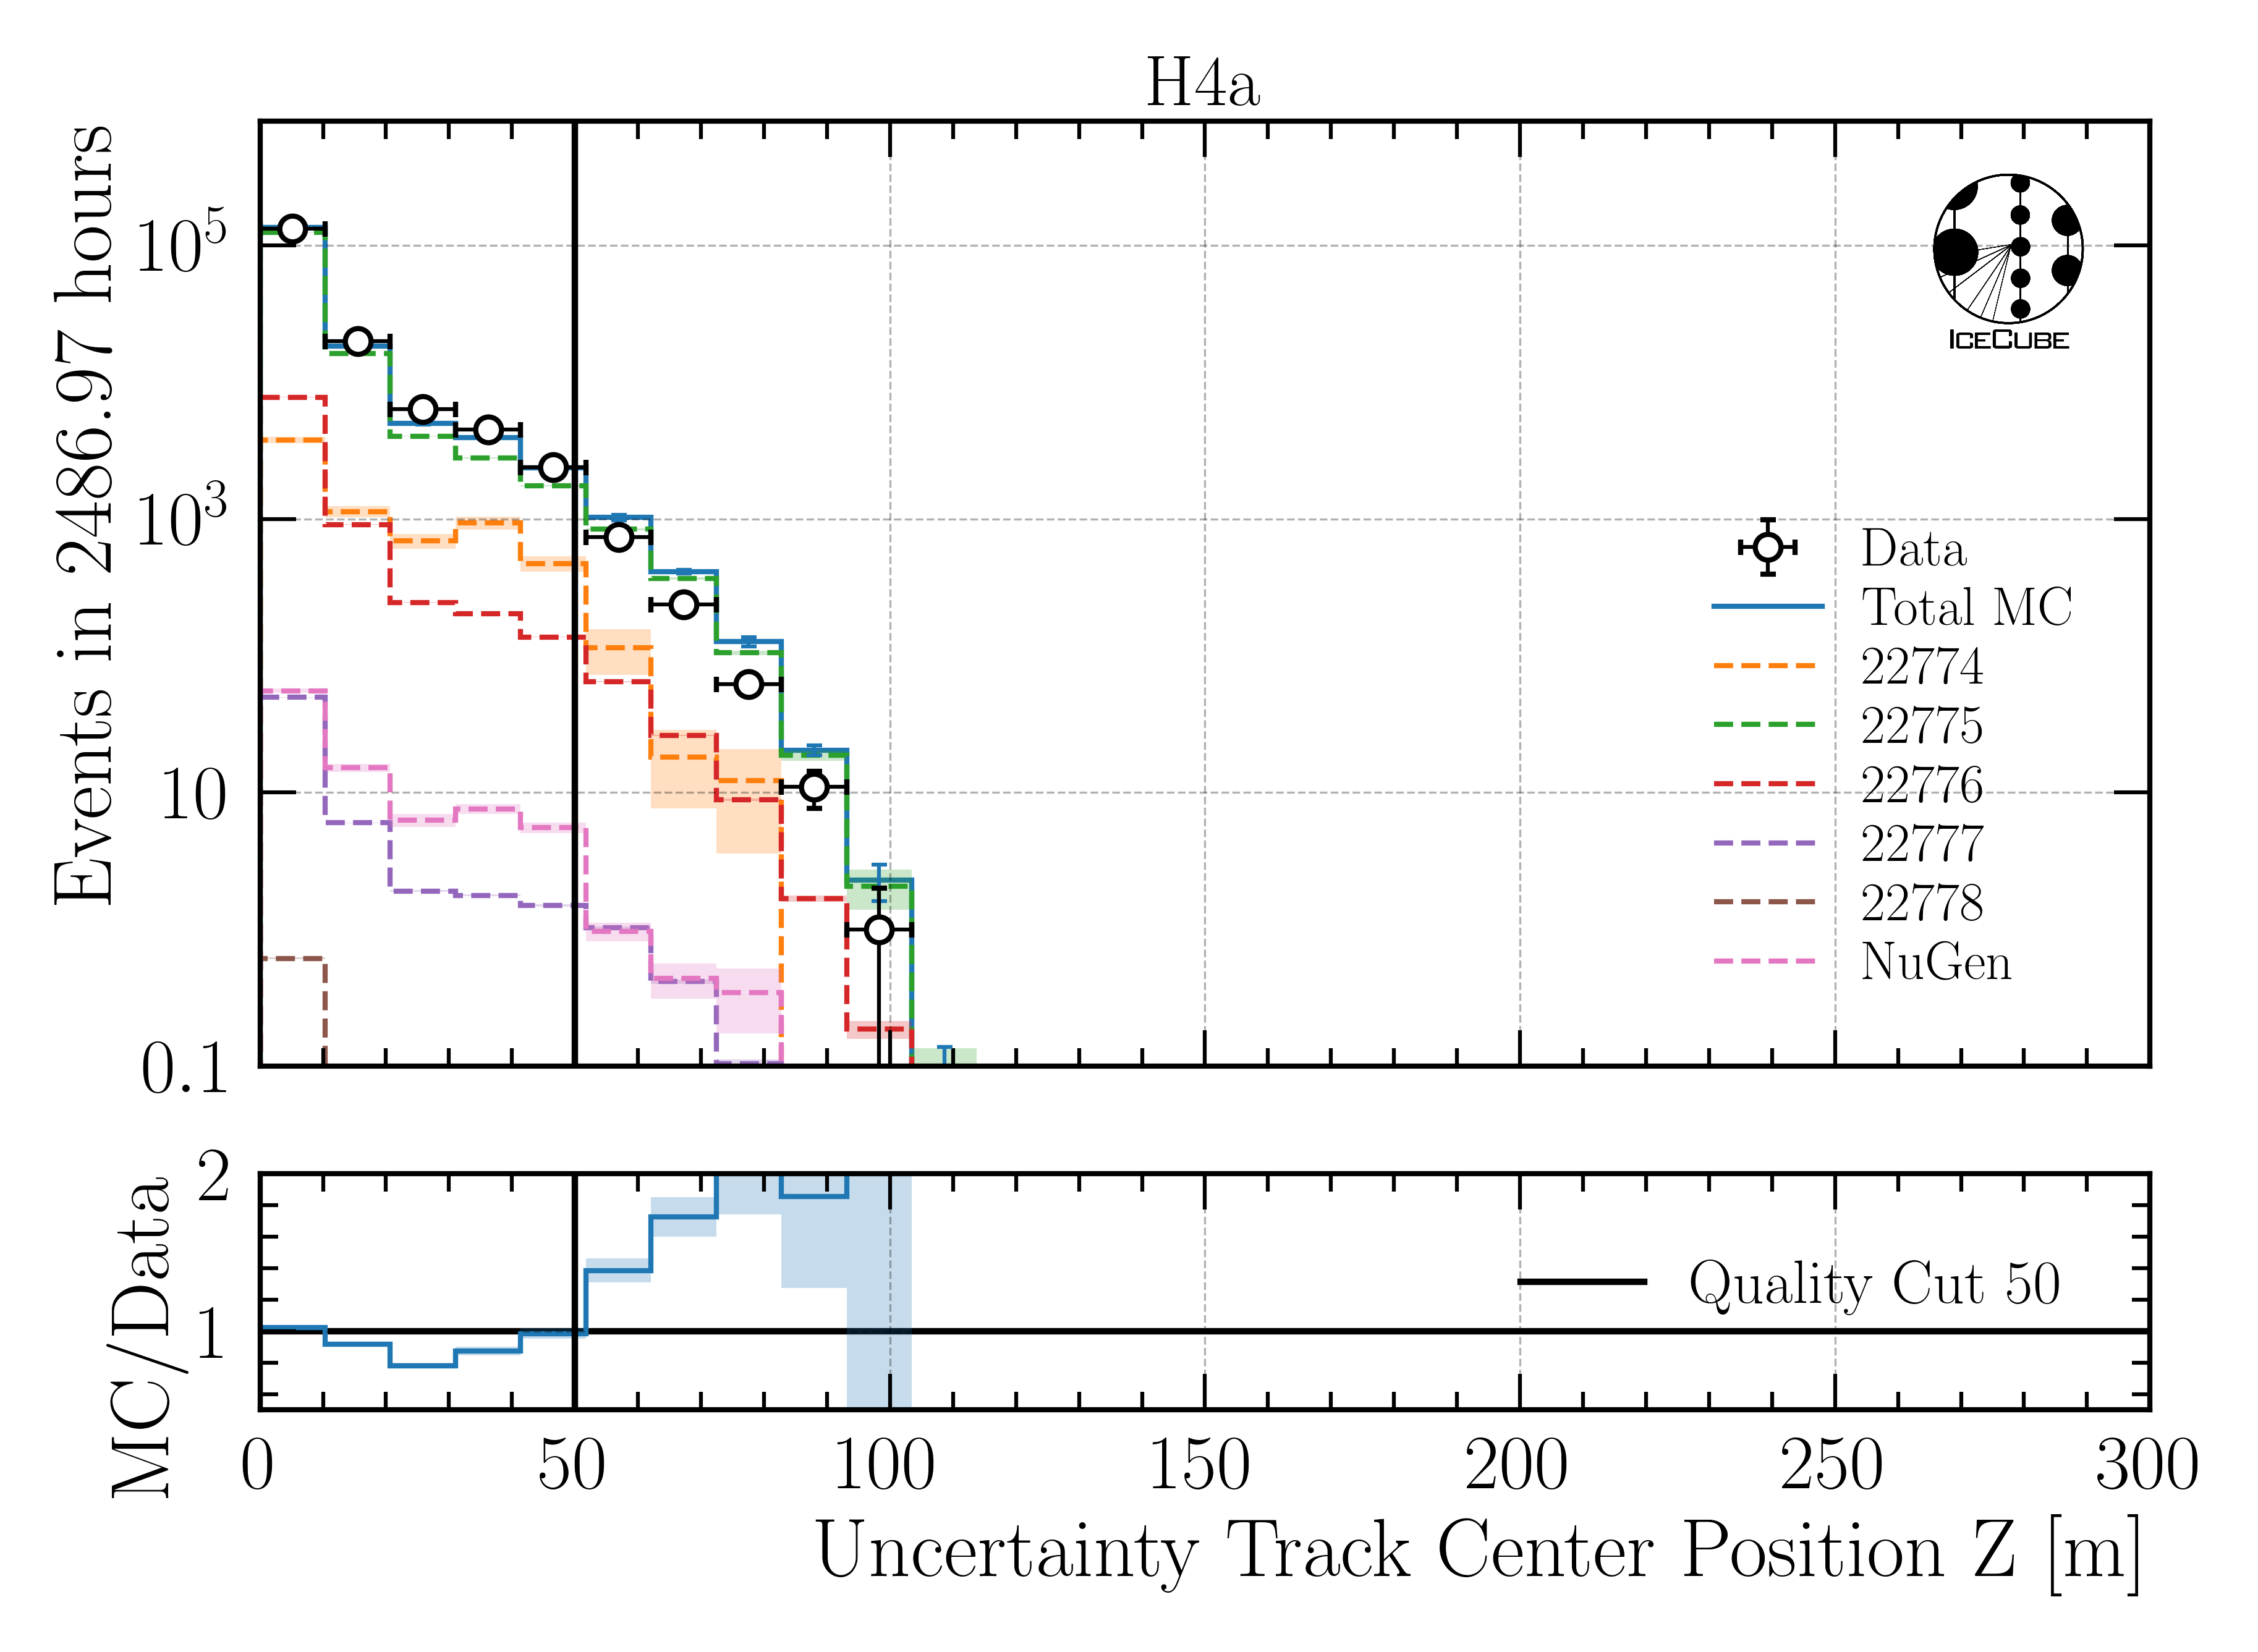 H4a
Events in 2486.97 hours
10^5
10^3
10
0.1
ICECUBE
Data
Total MC
22774
22775
22776
22777
22778
NuGen
MC/Data
2
1
Quality Cut 50
0 50 100 150 200 250 300
Uncertainty Track Center Position Z [m]